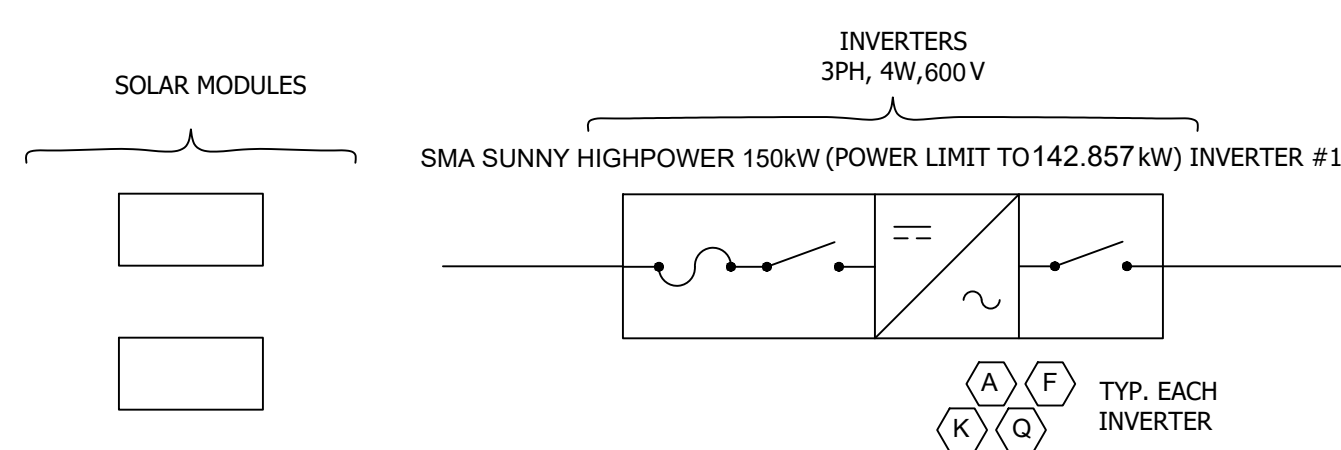 SOLAR MODULES
INVERTERS
3PH, 4W,600V
SMA SUNNY HIGHPOWER 150kW (POWER LIMIT TO 142.857 kW) INVERTER #1
A F
K Q
TYP. EACH
INVERTER